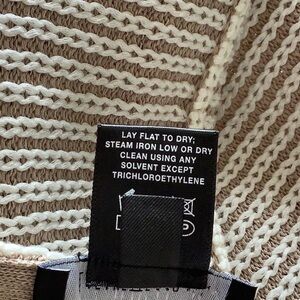 LAY FLAT TO DRY;
STEAM IRON LOW OR DRY
CLEAN USING ANY
SOLVENT EXCEPT
TRICHLOROETHYLENE